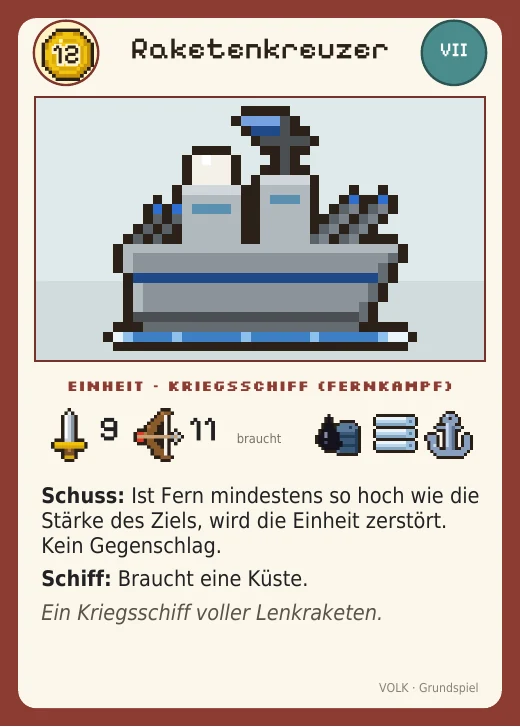 12
Raketenkreuzer
VII
EINHEIT - KRIEGSSCHIFF (FERNKAMPF)
9 11 braucht
Schuss: Ist Fern mindestens so hoch wie die
Stärke des Ziels, wird die Einheit zerstört.
Kein Gegenschlag.
Schiff: Braucht eine Küste.
Ein Kriegsschiff voller Lenkraketen.
VOLK · Grundspiel